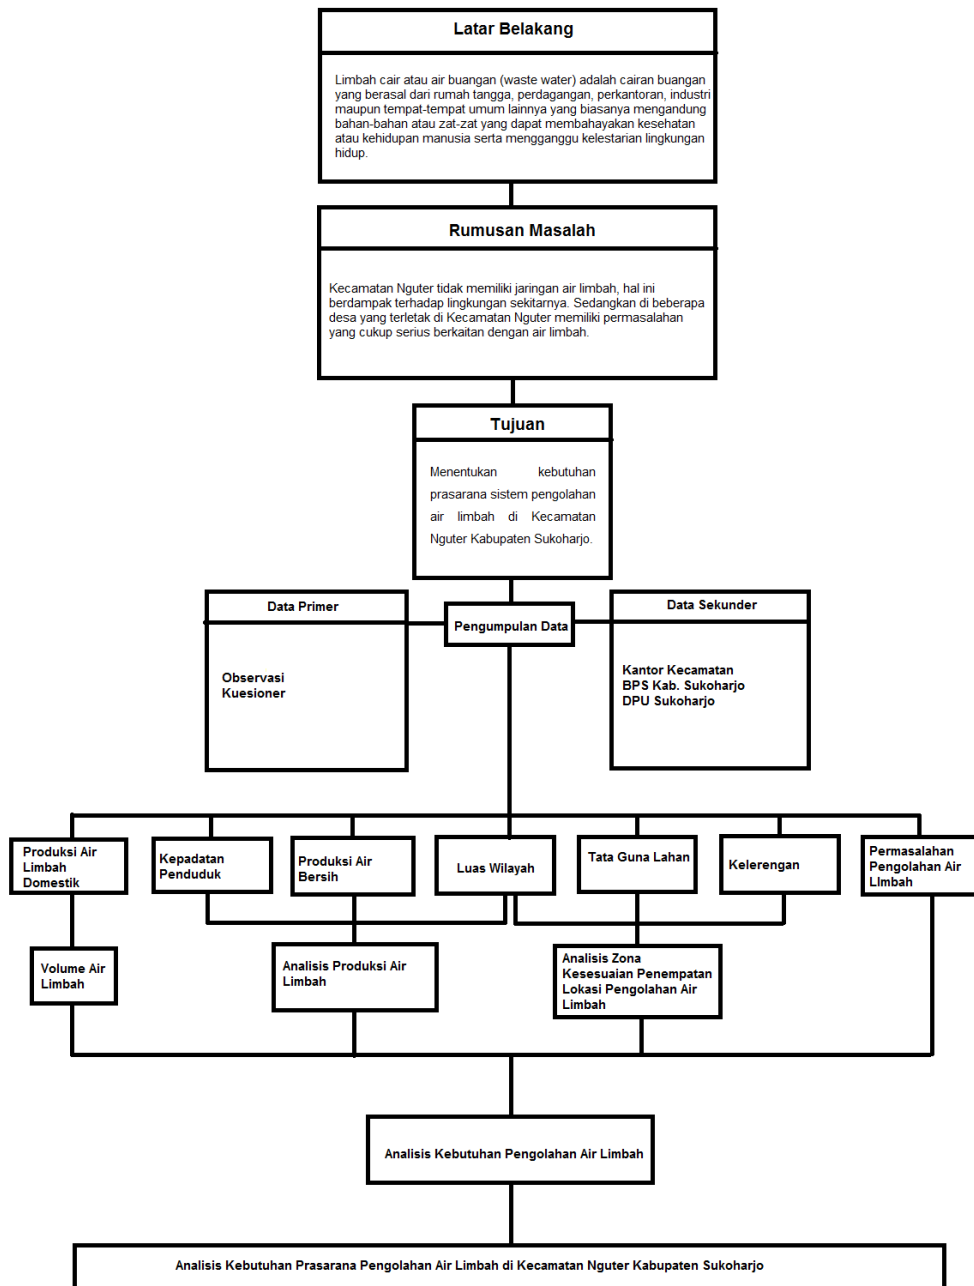 Latar Belakang
Limbah cair atau air buangan (waste water) adalah cairan buangan
yang berasal dari rumah tangga, perdagangan, perkantoran, industri
maupun tempat-tempat umum lainnya yang biasanya mengandung
bahan-bahan atau zat-zat yang dapat membahayakan kesehatan
atau kehidupan manusia serta mengganggu kelestarian lingkungan
hidup.
Rumusan Masalah
Kecamatan Nguter tidak memiliki jaringan air limbah, hal ini
berdampak terhadap lingkungan sekitarnya. Sedangkan di beberapa
desa yang terletak di Kecamatan Nguter memiliki permasalahan
yang cukup serius berkaitan dengan air limbah.
Tujuan
Menentukan kebutuhan
prasarana sistem pengolahan
air limbah di Kecamatan
Nguter Kabupaten Sukoharjo.
Data Primer
Observasi
Kuesioner
Pengumpulan Data
Data Sekunder
Kantor Kecamatan
BPS Kab. Sukoharjo
DPU Sukoharjo
Produksi Air
Limbah
Domestik
Kepadatan
Penduduk
Produksi Air
Bersih
Luas Wilayah
Tata Guna Lahan
Kelerengan
Permasalahan
Pengolahan Air
LImbah
Volume Air
Limbah
Analisis Produksi Air
Limbah
Analisis Zona
Kesesuaian Penempatan
Lokasi Pengolahan Air
Limbah
Analisis Kebutuhan Pengolahan Air Limbah
Analisis Kebutuhan Prasarana Pengolahan Air Limbah di Kecamatan Nguter Kabupaten Sukoharjo